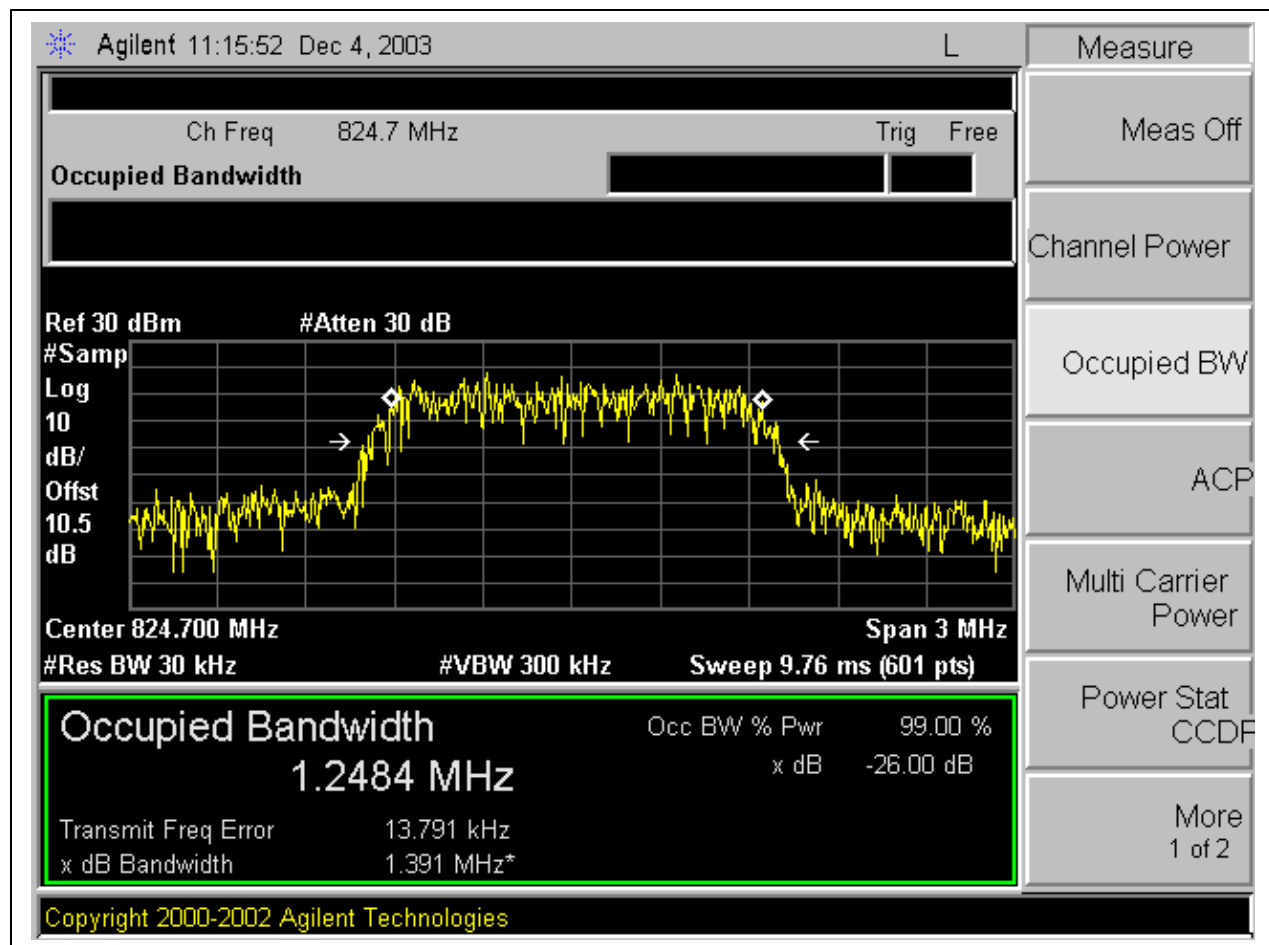 Agilent 11:15:52 Dec 4, 2003 L
Measure
Ch Freq 824.7 MHz Trig Free
Occupied Bandwidth
Meas Off
Channel Power
Occupied BW
ACP
Multi Carrier
Power
Power Stat
CCDF
More
1 of 2
Ref 30 dBm #Atten 30 dB
#Samp
Log
10
dB/
Offst
10.5
dB
Center 824.700 MHz Span 3 MHz
#Res BW 30 kHz #VBW 300 kHz Sweep 9.76 ms (601 pts)
Occupied Bandwidth
1.2484 MHz
Occ BW % Pwr 99.00 %
x dB -26.00 dB
Transmit Freq Error 13.791 kHz
x dB Bandwidth 1.391 MHz*
Copyright 2000-2002 Agilent Technologies